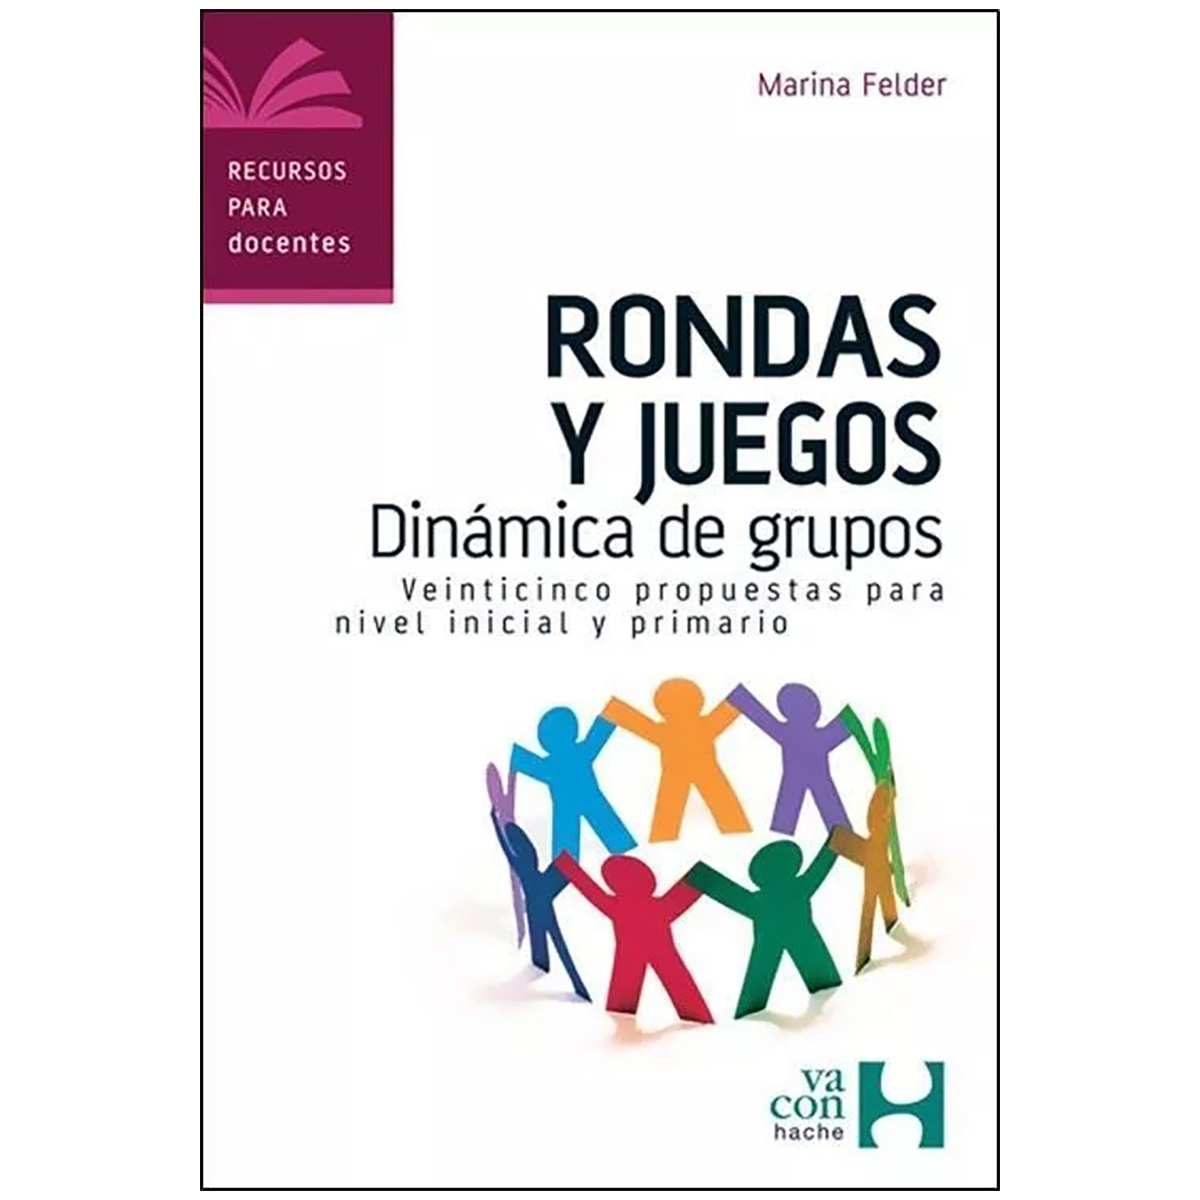 Marina Felder
RECURSOS
PARA
docentes
RONDAS
Y JUEGOS
Dinámica de grupos
Veinticinco propuestas para
nivel inicial y primario
va
con
hache
H